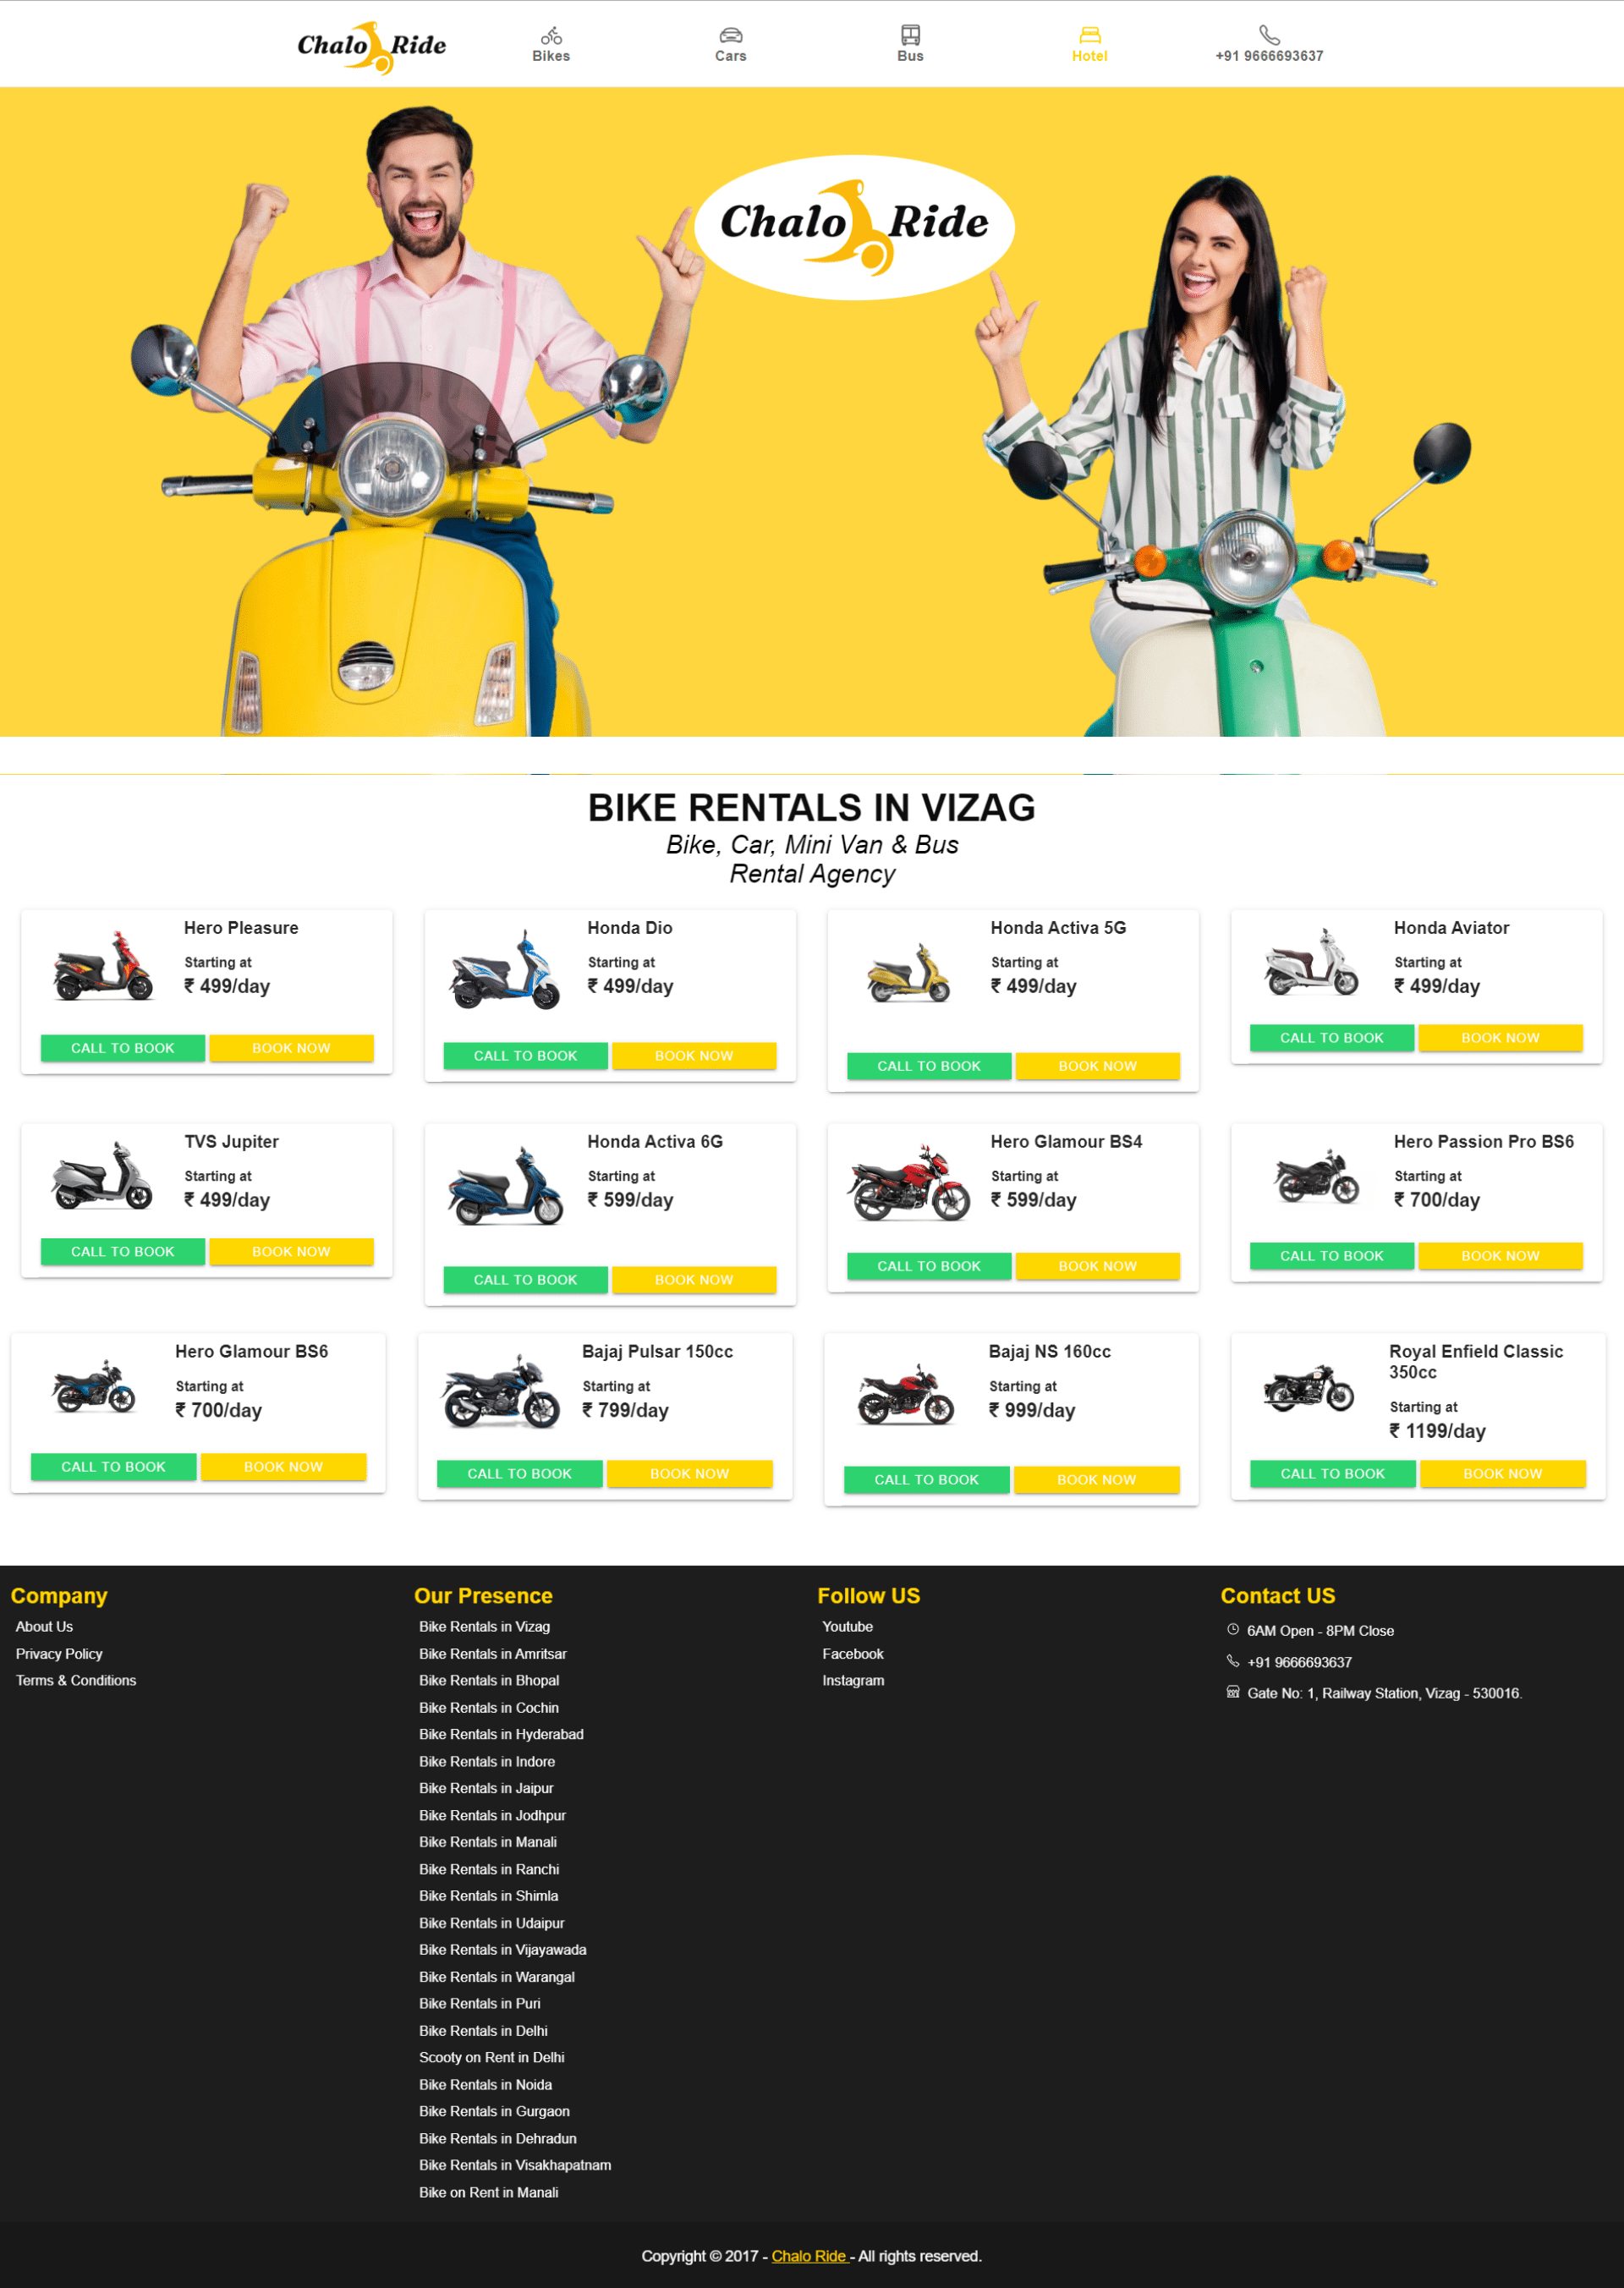 Chalo Ride
Bikes
Cars
Bus
Hotel
+91 9666693637
Chalo Ride
BIKE RENTALS IN VIZAG
Bike, Car, Mini Van & Bus
Rental Agency
Hero Pleasure
Starting at
₹ 499/day
CALL TO BOOK
BOOK NOW
Honda Dio
Starting at
₹ 499/day
CALL TO BOOK
BOOK NOW
Honda Activa 5G
Starting at
₹ 499/day
CALL TO BOOK
BOOK NOW
Honda Aviator
Starting at
₹ 499/day
CALL TO BOOK
BOOK NOW
TVS Jupiter
Starting at
₹ 499/day
CALL TO BOOK
BOOK NOW
Honda Activa 6G
Starting at
₹ 599/day
CALL TO BOOK
BOOK NOW
Hero Glamour BS4
Starting at
₹ 599/day
CALL TO BOOK
BOOK NOW
Hero Passion Pro BS6
Starting at
₹ 700/day
CALL TO BOOK
BOOK NOW
Hero Glamour BS6
Starting at
₹ 700/day
CALL TO BOOK
BOOK NOW
Bajaj Pulsar 150cc
Starting at
₹ 799/day
CALL TO BOOK
BOOK NOW
Bajaj NS 160cc
Starting at
₹ 999/day
CALL TO BOOK
BOOK NOW
Royal Enfield Classic
350cc
Starting at
₹ 1199/day
CALL TO BOOK
BOOK NOW
Company
About Us
Privacy Policy
Terms & Conditions
Our Presence
Bike Rentals in Vizag
Bike Rentals in Amritsar
Bike Rentals in Bhopal
Bike Rentals in Cochin
Bike Rentals in Hyderabad
Bike Rentals in Indore
Bike Rentals in Jaipur
Bike Rentals in Jodhpur
Bike Rentals in Manali
Bike Rentals in Ranchi
Bike Rentals in Shimla
Bike Rentals in Udaipur
Bike Rentals in Vijayawada
Bike Rentals in Warangal
Bike Rentals in Puri
Bike Rentals in Delhi
Scooty on Rent in Delhi
Bike Rentals in Noida
Bike Rentals in Gurgaon
Bike Rentals in Dehradun
Bike Rentals in Visakhapatnam
Bike on Rent in Manali
Follow US
Youtube
Facebook
Instagram
Contact US
6AM Open - 8PM Close
+91 9666693637
Gate No: 1, Railway Station, Vizag - 530016.
Copyright © 2017 - Chalo Ride - All rights reserved.